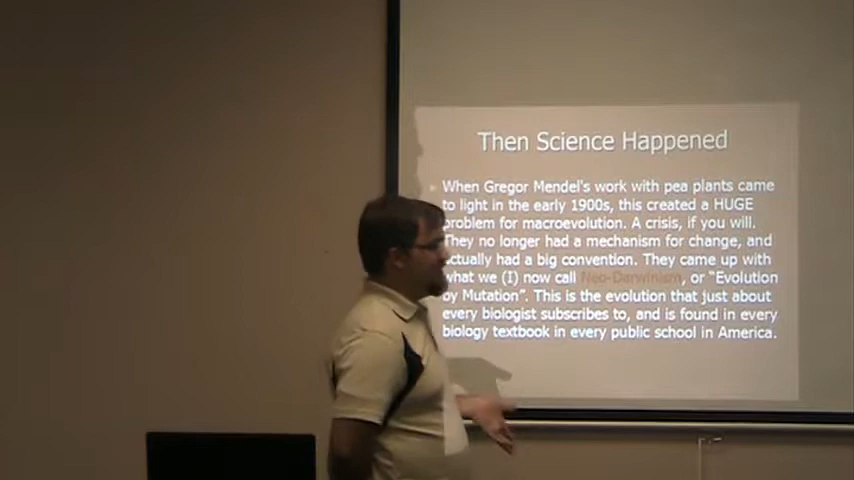 Then Science Happened
When Gregor Mendel's work with pea plants came
to light in the early 1900s, this created a HUGE
problem for macroevolution. A crisis, if you will.
They no longer had a mechanism for change, and
actually had a big convention. They came up with
what we (I) now call Neo-Darwinism, or "Evolution
by Mutation". This is the evolution that just about
every biologist subscribes to, and is found in every
biology textbook in every public school in America.